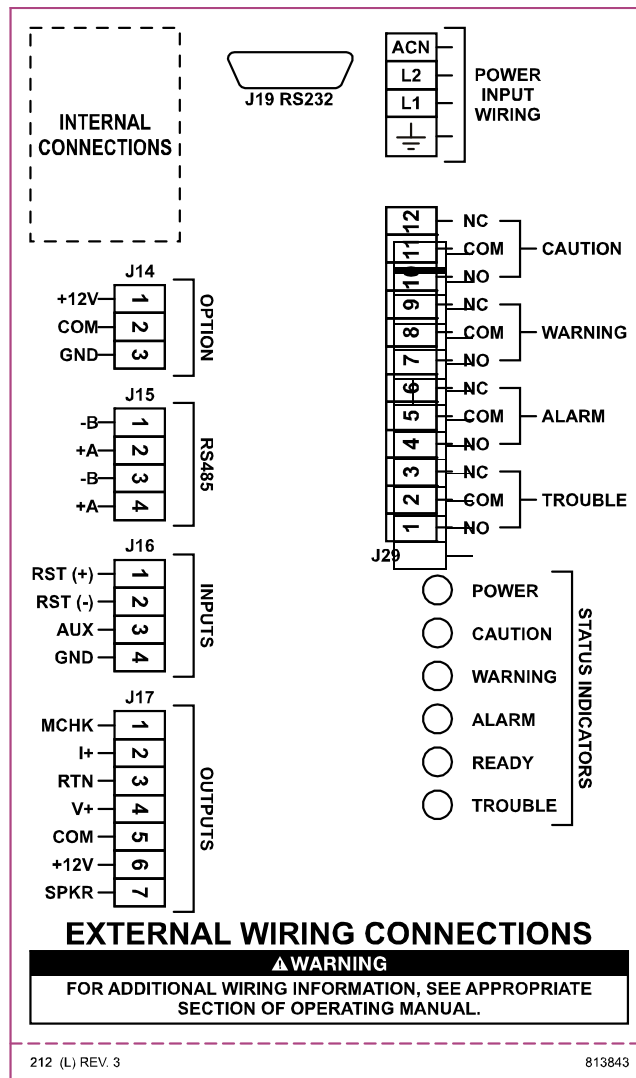 INTERNAL
CONNECTIONS
J19 RS232
ACN
L2
L1
POWER
INPUT
WIRING
12 NC
11 COM
10 NO
CAUTION
9 NC
8 COM
7 NO
WARNING
6 NC
5 COM
4 NO
ALARM
3 NC
2 COM
1 NO
TROUBLE
J29
J14
+12V 1
COM 2
GND 3
OPTION
J15
-B 1
+A 2
-B 3
+A 4
RS485
J16
RST (+) 1
RST (-) 2
AUX 3
GND 4
INPUTS
J17
MCHK 1
I+ 2
RTN 3
V+ 4
COM 5
+12V 6
SPKR 7
OUTPUTS
POWER
CAUTION
WARNING
ALARM
READY
TROUBLE
STATUS INDICATORS
EXTERNAL WIRING CONNECTIONS
⚠WARNING
FOR ADDITIONAL WIRING INFORMATION, SEE APPROPRIATE
SECTION OF OPERATING MANUAL.
212 (L) REV. 3
813843